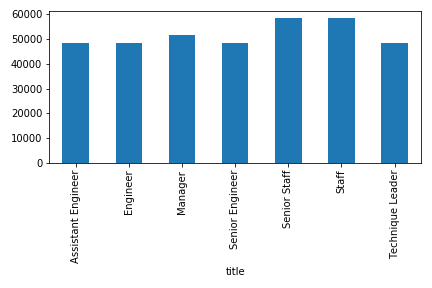 60000
50000
40000
30000
20000
10000
0
Assistant Engineer
Engineer
Manager
Senior Engineer
Senior Staff
Staff
Technique Leader
title